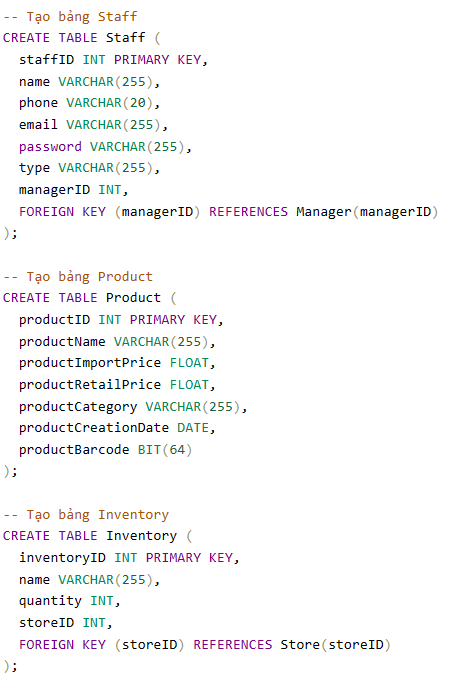 -- Tạo bảng Staff
CREATE TABLE Staff (
staffID INT PRIMARY KEY,
name VARCHAR(255),
phone VARCHAR(20),
email VARCHAR(255),
password VARCHAR(255),
type VARCHAR(255),
managerID INT,
FOREIGN KEY (managerID) REFERENCES Manager(managerID)
);
-- Tạo bảng Product
CREATE TABLE Product (
productID INT PRIMARY KEY,
productName VARCHAR(255),
productImportPrice FLOAT,
productRetailPrice FLOAT,
productCategory VARCHAR(255),
productCreationDate DATE,
productBarcode BIT(64)
);
-- Tạo bảng Inventory
CREATE TABLE Inventory (
inventoryID INT PRIMARY KEY,
name VARCHAR(255),
quantity INT,
storeID INT,
FOREIGN KEY (storeID) REFERENCES Store(storeID)
);